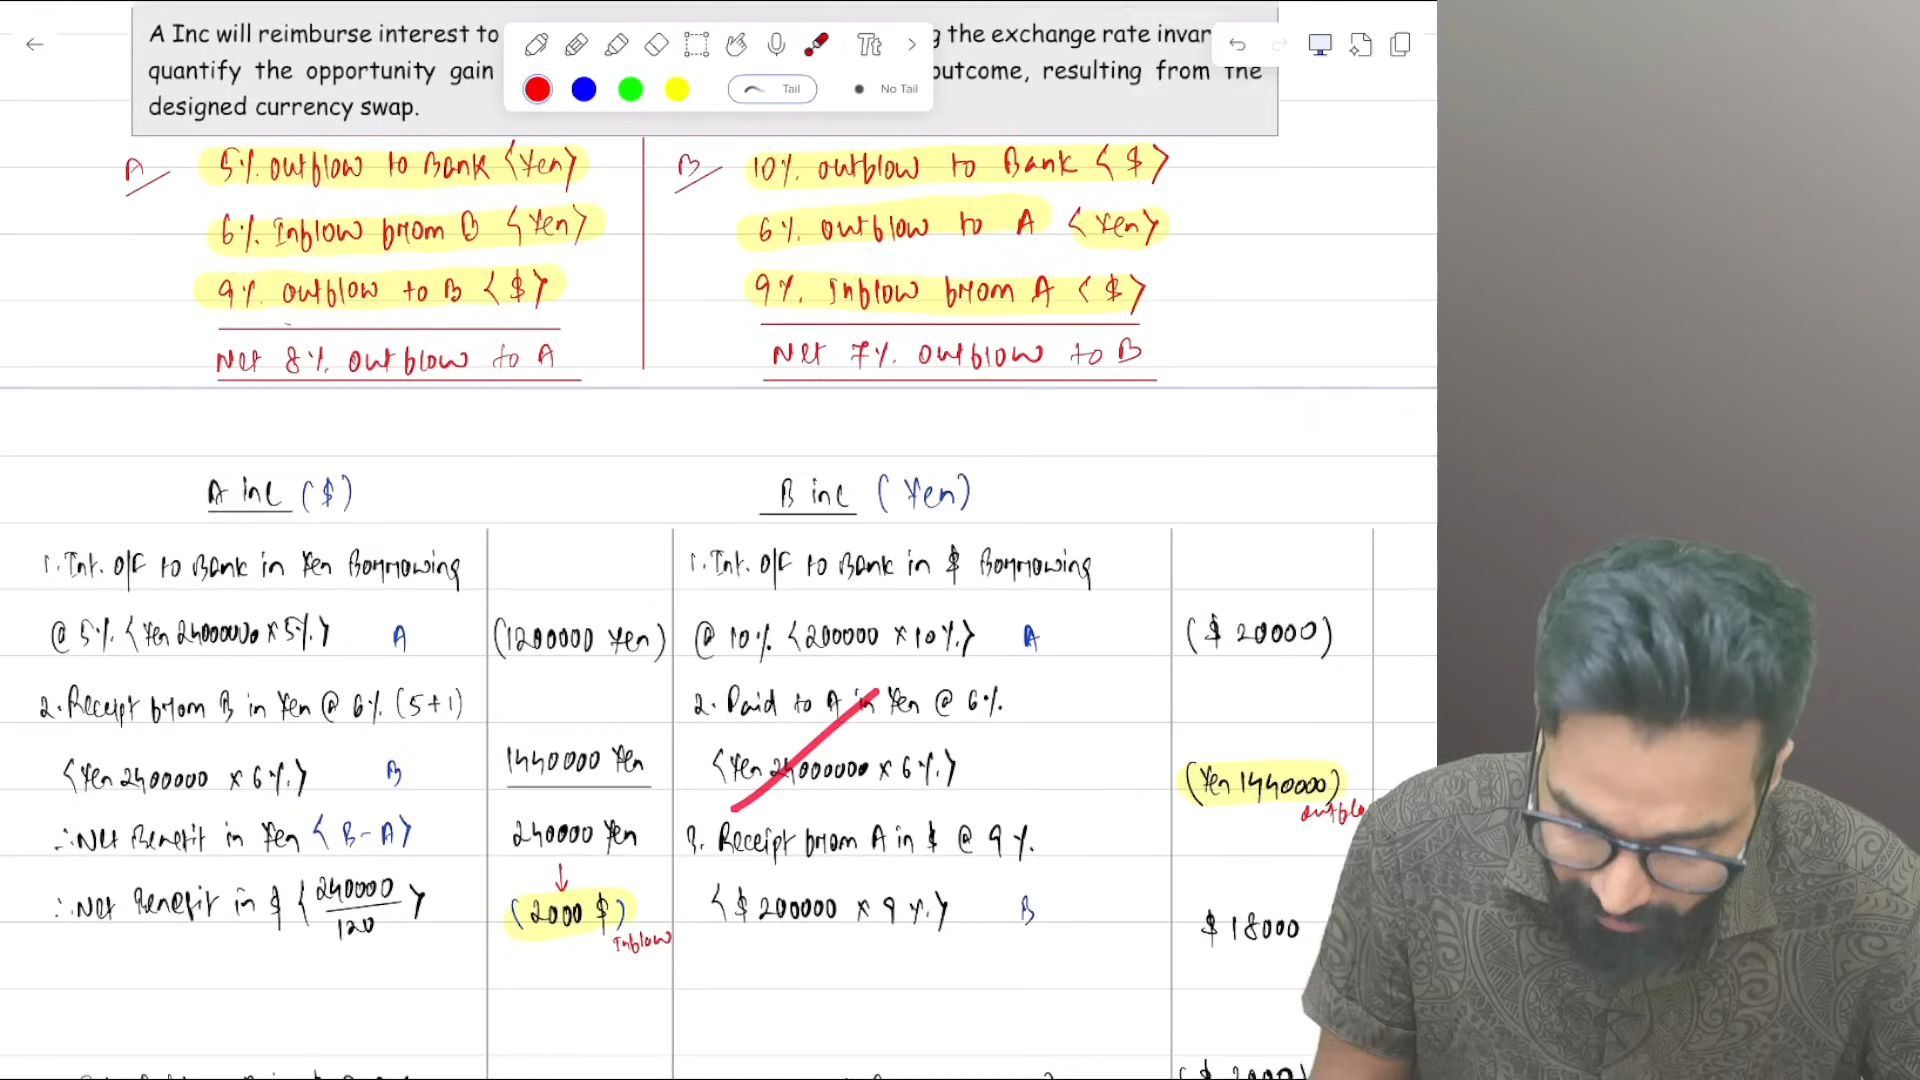 A Inc will reimburse interest to g the exchange rate invar
quantify the opportunity gain outcome, resulting from the
designed currency swap.
Tt
Tail
No Tail
A
5% outflow to Bank <Yen>
6% Inflow from B <Yen>
9% outflow to B <$>
Net 8% outflow to A
B
10% outflow to Bank <$>
6% outflow to A <Yen>
9% Inflow from A <$>
Net 7% outflow to B
A inc ($)
1. Int. O/F to Bank in Yen Borrowing
@ 5% <Yen 24000000 x 5%> A (1200000 Yen)
2. Receipt from B in Yen @ 6% (5+1)
<Yen 2400000 x 6%> B 1440000 Yen
∴ Net Benefit in Yen <B-A> 240000 Yen
↓
∴ Net Benefit in $ <240000/120> (2000 $)
Inflow
B inc (Yen)
1. Int. O/F to Bank in $ Borrowing
@ 10% <200000 x 10%> A ($ 20000)
2. Paid to A in Yen @ 6%.
<Yen 24000000 x 6%> (Yen 1440000)
3. Receipt from A in $ @ 9%.
<$ 200000 x 9%> B $ 18000